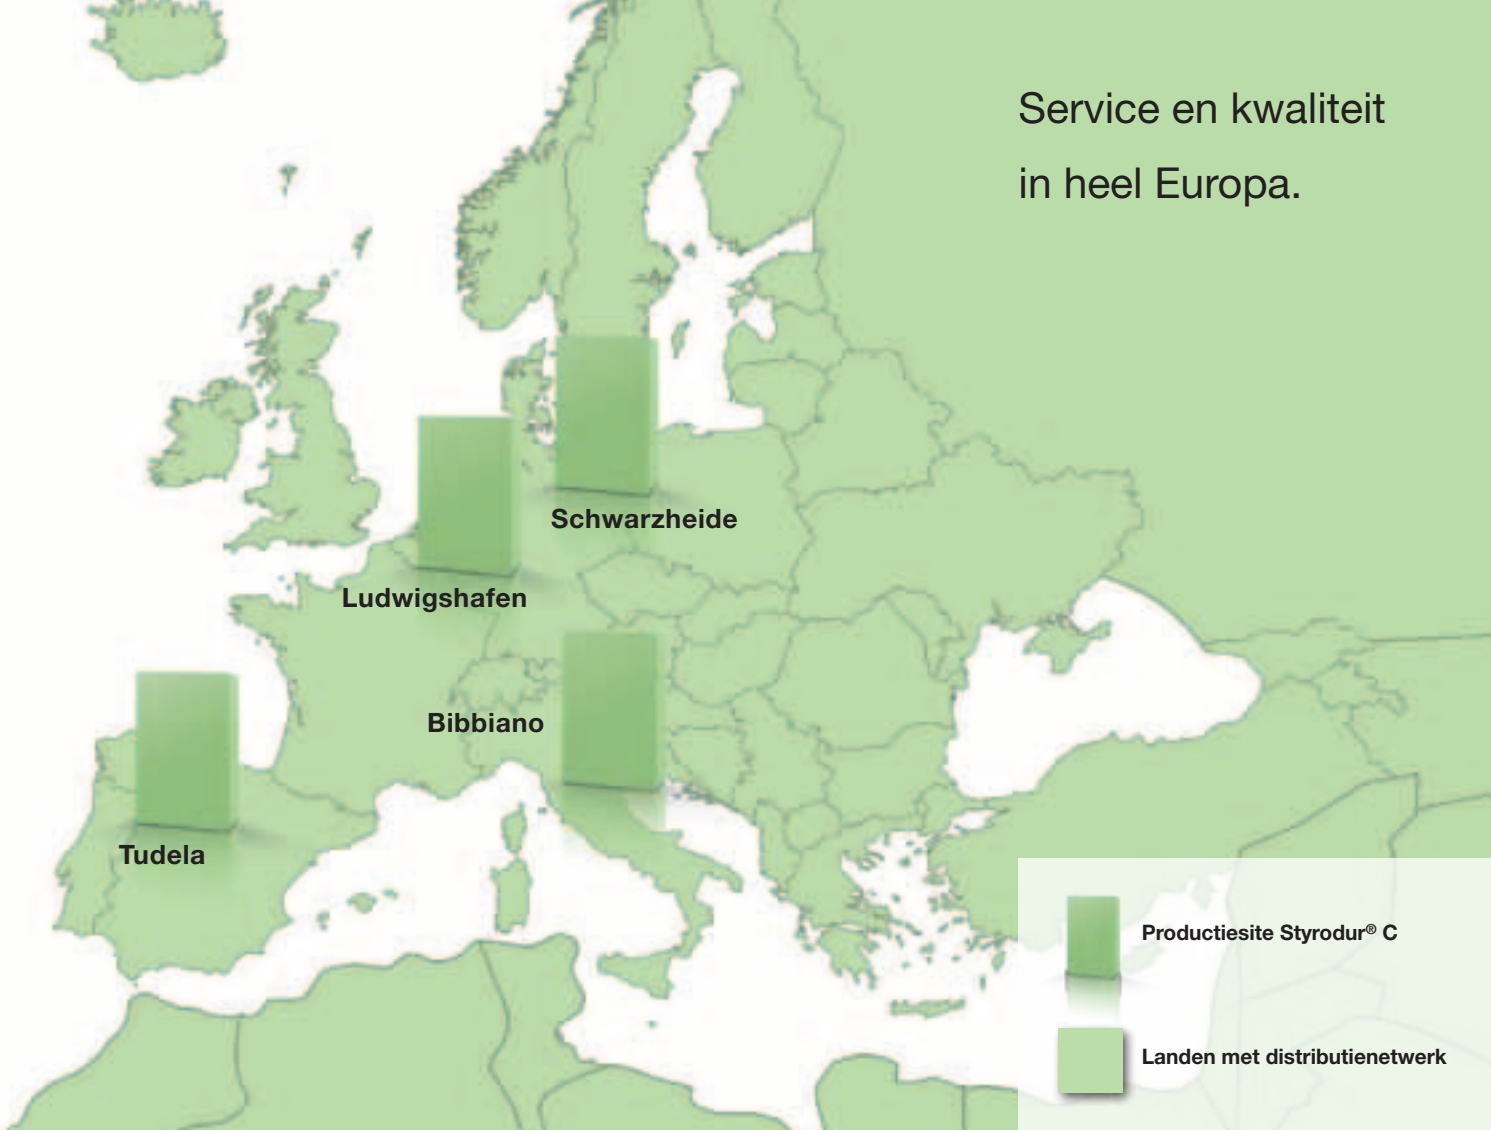 Service en kwaliteit
in heel Europa.
Schwarzheide
Ludwigshafen
Bibbiano
Tudela
Productiesite Styrodur® C
Landen met distributienetwerk